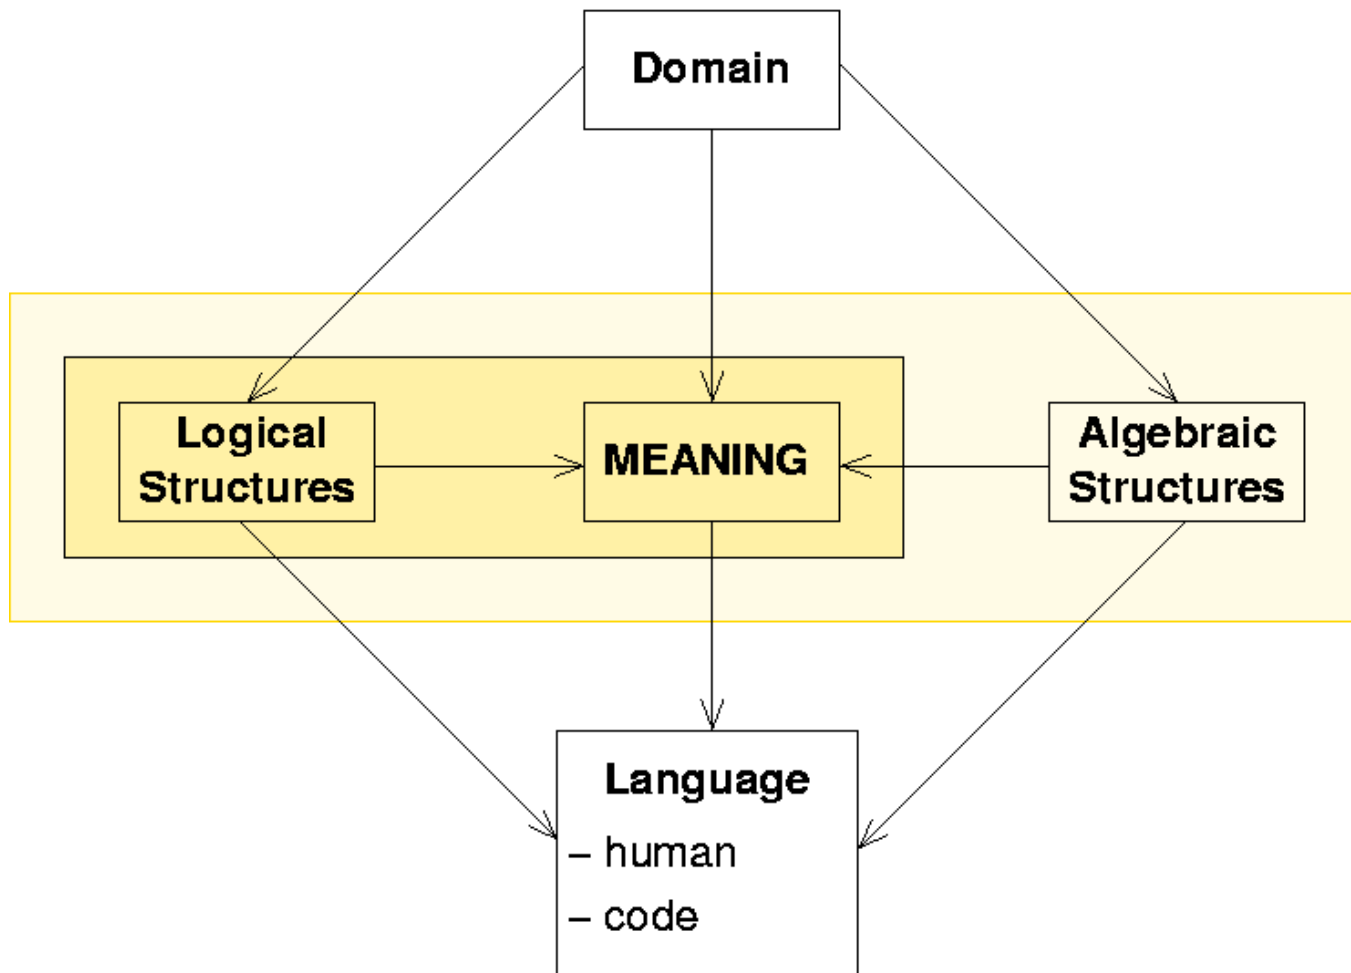 Domain
Logical
Structures
MEANING
Algebraic
Structures
Language
– human
– code